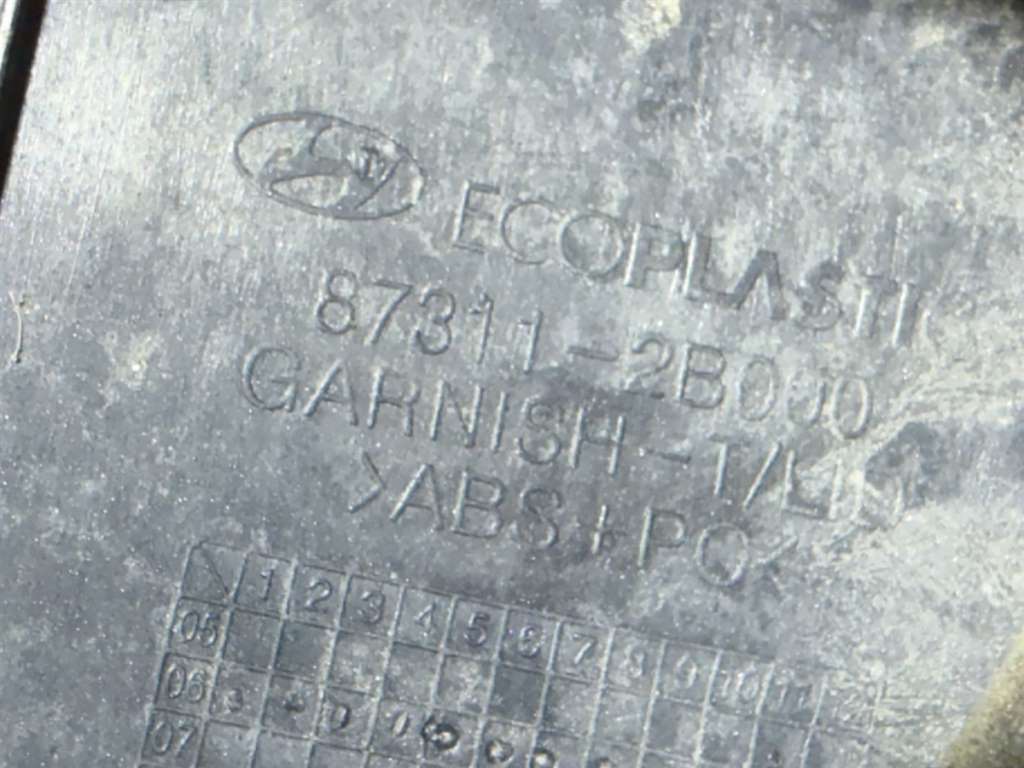 ECOPLASTIC
87311-2B000
GARNISH-T/LID
>ABS+PC<
1 2 3 4 5 6 7 8 9 10 11 12
05
06
07